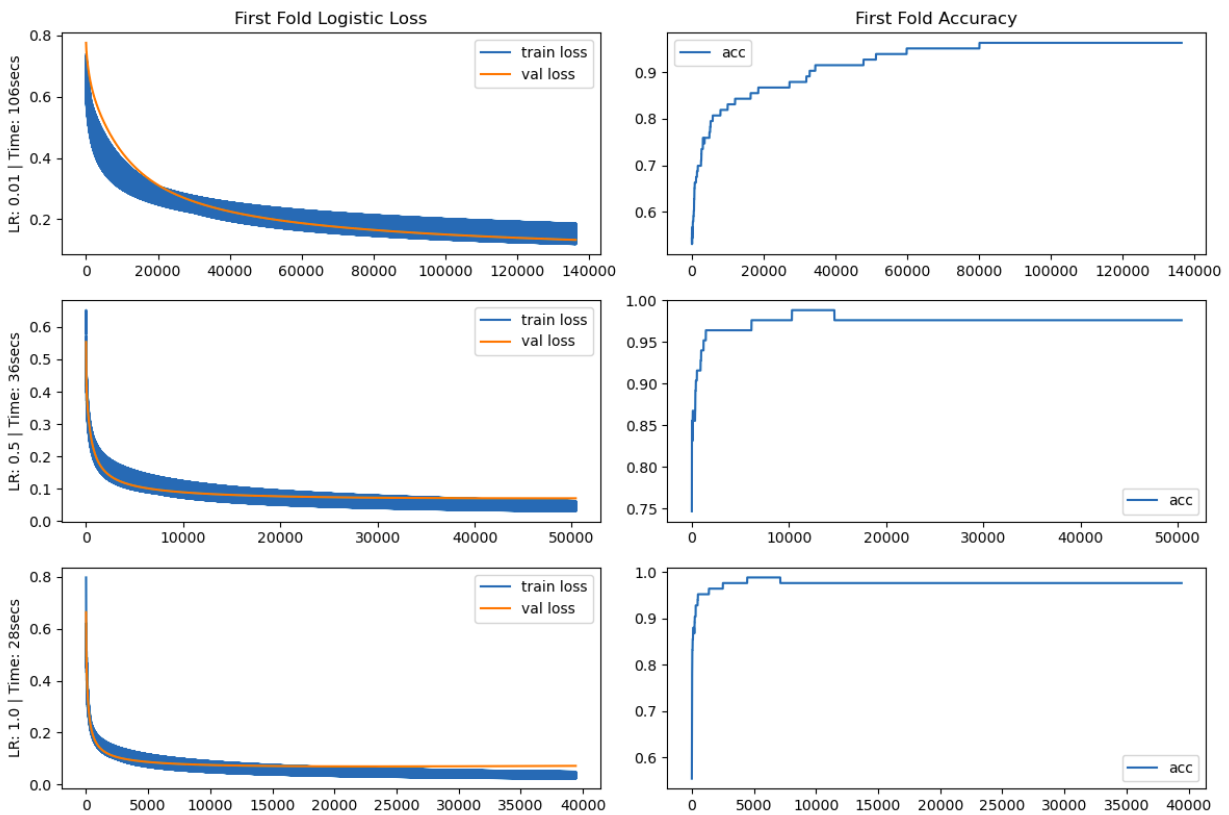 First Fold Logistic Loss
First Fold Accuracy
LR: 0.01 | Time: 106secs
0.8
0.6
0.4
0.2
train loss
val loss
0 20000 40000 60000 80000 100000 120000 140000
0.9
0.8
0.7
0.6
acc
0 20000 40000 60000 80000 100000 120000 140000
LR: 0.5 | Time: 36secs
0.6
0.5
0.4
0.3
0.2
0.1
0.0
train loss
val loss
0 10000 20000 30000 40000 50000
1.00
0.95
0.90
0.85
0.80
0.75
acc
0 10000 20000 30000 40000 50000
LR: 1.0 | Time: 28secs
0.8
0.6
0.4
0.2
0.0
train loss
val loss
0 5000 10000 15000 20000 25000 30000 35000 40000
1.0
0.9
0.8
0.7
0.6
acc
0 5000 10000 15000 20000 25000 30000 35000 40000